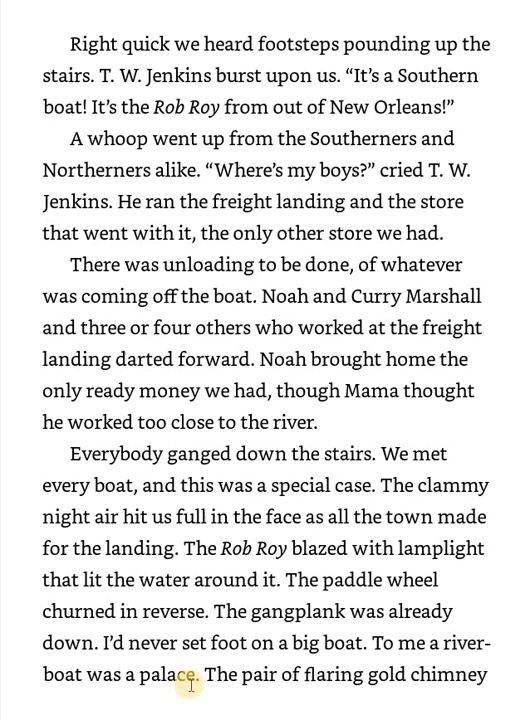 Right quick we heard footsteps pounding up the
stairs. T. W. Jenkins burst upon us. “It’s a Southern
boat! It’s the Rob Roy from out of New Orleans!”
A whoop went up from the Southerners and
Northerners alike. “Where’s my boys?” cried T. W.
Jenkins. He ran the freight landing and the store
that went with it, the only other store we had.
There was unloading to be done, of whatever
was coming off the boat. Noah and Curry Marshall
and three or four others who worked at the freight
landing darted forward. Noah brought home the
only ready money we had, though Mama thought
he worked too close to the river.
Everybody ganged down the stairs. We met
every boat, and this was a special case. The clammy
night air hit us full in the face as all the town made
for the landing. The Rob Roy blazed with lamplight
that lit the water around it. The paddle wheel
churned in reverse. The gangplank was already
down. I’d never set foot on a big boat. To me a river-
boat was a palace. The pair of flaring gold chimney